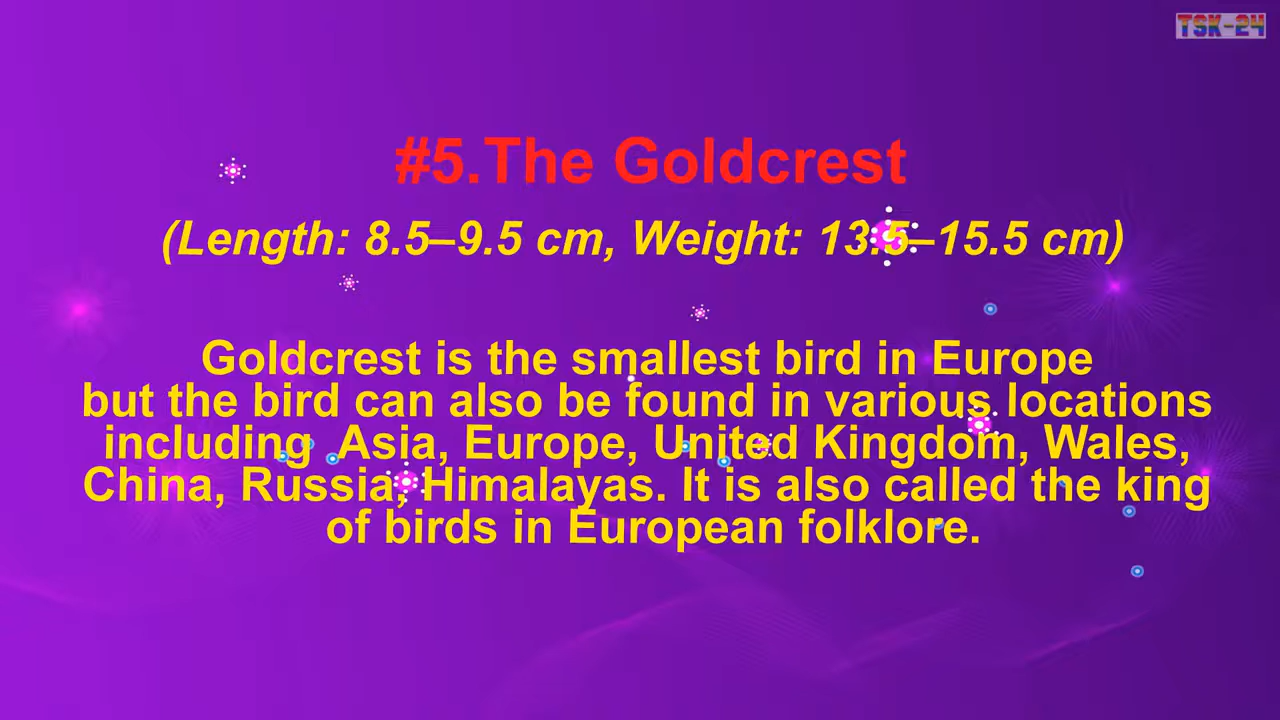 TSK-24
#5.The Goldcrest
(Length: 8.5–9.5 cm, Weight: 13.5–15.5 cm)
Goldcrest is the smallest bird in Europe
but the bird can also be found in various locations
including  Asia, Europe, United Kingdom, Wales,
China, Russia, Himalayas. It is also called the king
of birds in European folklore.